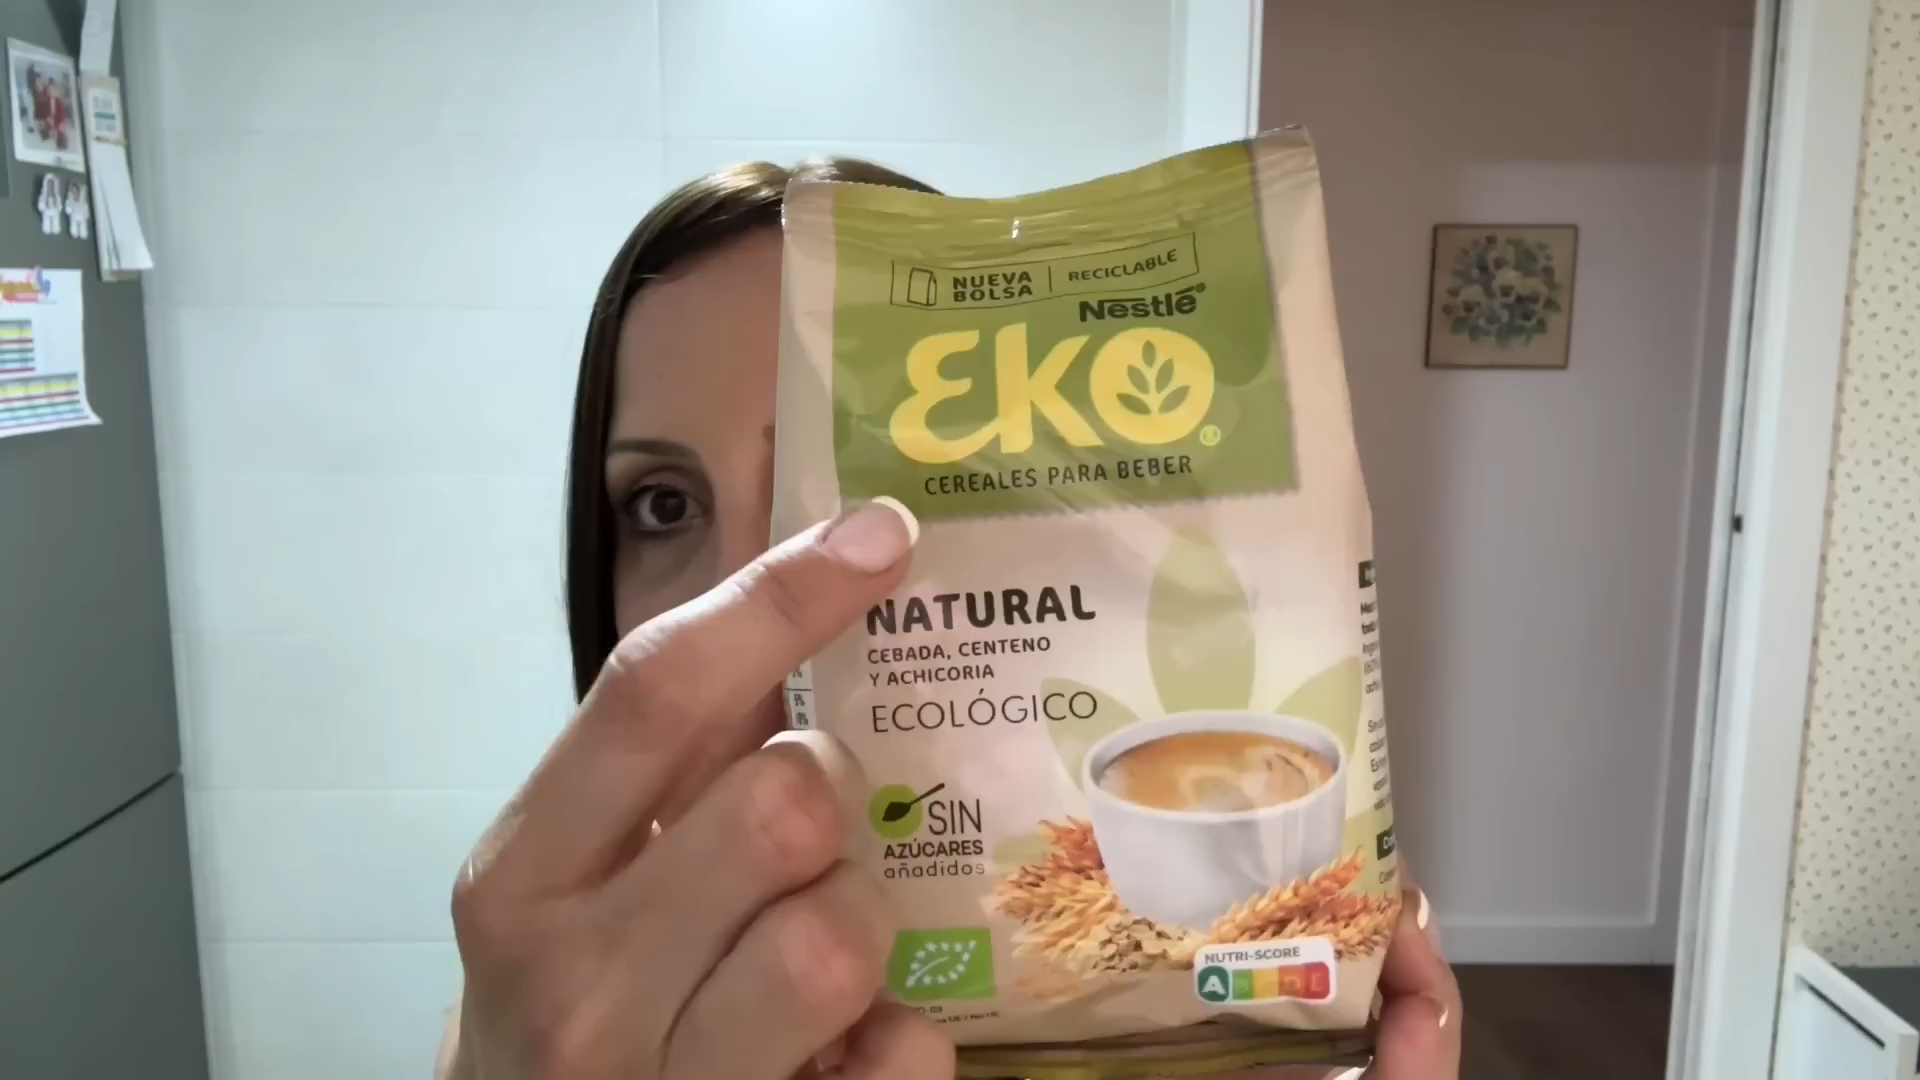 NUEVA BOLSA | RECICLABLE
Nestlé®
EKO
CEREALES PARA BEBER
NATURAL
CEBADA, CENTENO
Y ACHICORIA
ECOLÓGICO
SIN
AZÚCARES
añadidos
NUTRI-SCORE
A B C D E